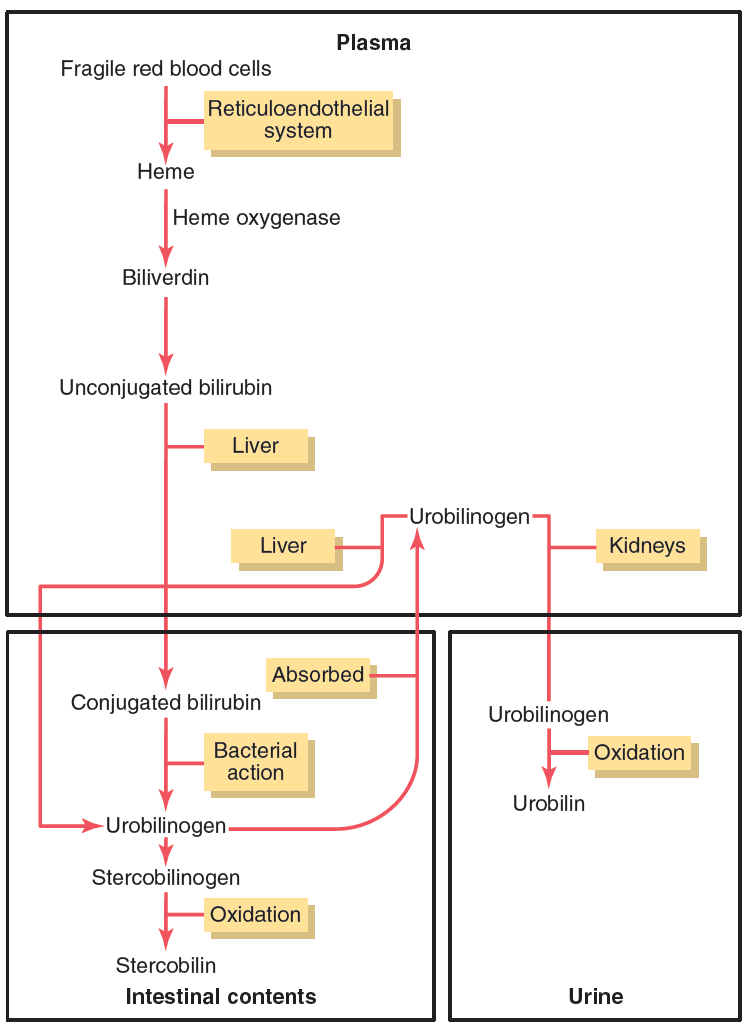 Plasma
Fragile red blood cells
Reticuloendothelial
system
Heme
Heme oxygenase
Biliverdin
Unconjugated bilirubin
Liver
Urobilinogen
Liver
Kidneys
Absorbed
Conjugated bilirubin
Bacterial
action
Urobilinogen
Stercobilinogen
Oxidation
Stercobilin
Intestinal contents
Urobilinogen
Oxidation
Urobilin
Urine